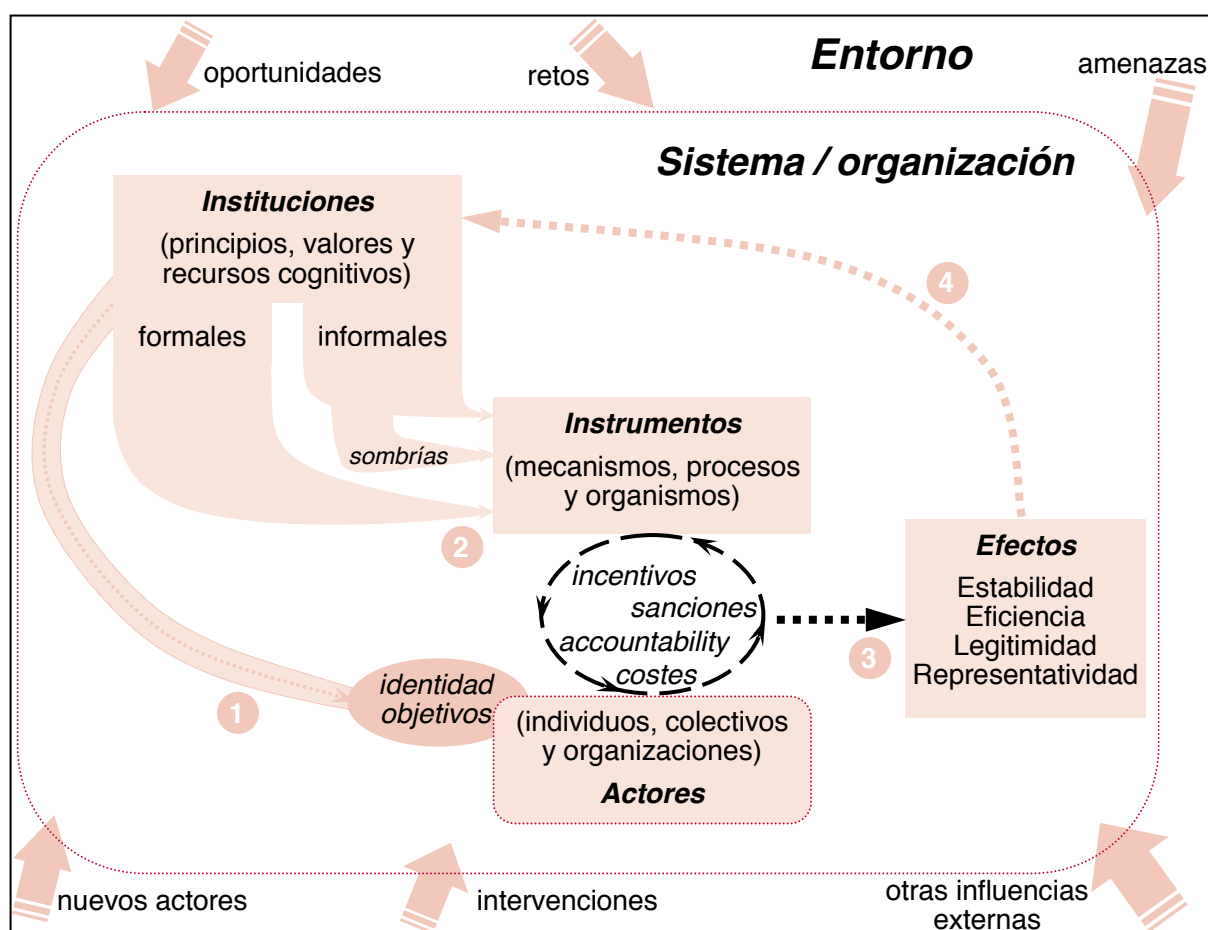 Entorno
oportunidades
retos
amenazas
Sistema / organización
Instituciones
(principios, valores y
recursos cognitivos)
formales
informales
4
Instrumentos
(mecanismos, procesos
y organismos)
sombrías
2
incentivos
sanciones
accountability
costes
3
Efectos
Estabilidad
Eficiencia
Legitimidad
Representatividad
1
identidad
objetivos
(individuos, colectivos
y organizaciones)
Actores
nuevos actores
intervenciones
otras influencias
externas